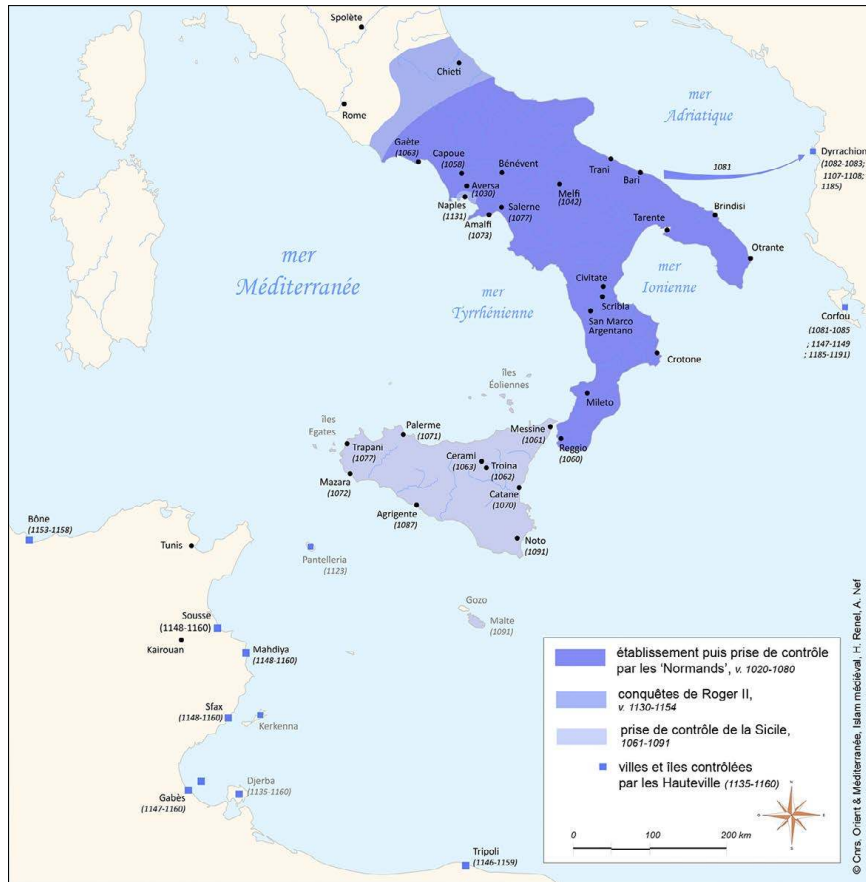 Spolète
Chieti
Rome
mer
Adriatique
Gaète
(1063)
Capoue
(1058)
Bénévent
Trani
Bari
1081
Dyrrachion
(1082-1083;
1107-1108;
1185)
Aversa
(1030)
Melfi
(1042)
Naples
(1131)
Salerne
(1077)
Amalfi
(1073)
Brindisi
Tarente
Otrante
mer
Méditerranée
mer
Tyrrhénienne
mer
Ionienne
Civitate
Scribla
San Marco
Argentano
Corfou
(1081-1085
; 1147-1149
; 1185-1191)
Crotone
îles
Éoliennes
Mileto
îles
Egates
Palerme
(1071)
Messine
(1061)
Reggio
(1060)
Trapani
(1077)
Cerami
(1063)
Troina
(1062)
Mazara
(1072)
Catane
(1070)
Agrigente
(1087)
Noto
(1091)
Bône
(1153-1158)
Tunis
Pantelleria
(1123)
Gozo
Malte
(1091)
Sousse
(1148-1160)
Kairouan
Mahdiya
(1148-1160)
Sfax
(1148-1160)
Kerkenna
Djerba
(1135-1160)
Gabès
(1147-1160)
Tripoli
(1146-1159)
établissement puis prise de contrôle
par les ‘Normands’, v. 1020-1080
conquêtes de Roger II,
v. 1130-1154
prise de contrôle de la Sicile,
1061-1091
villes et îles contrôlées
par les Hauteville (1135-1160)
0 100 200 km
© Cnrs, Orient & Méditerranée, Islam médiéval, H. Renel, A. Nef